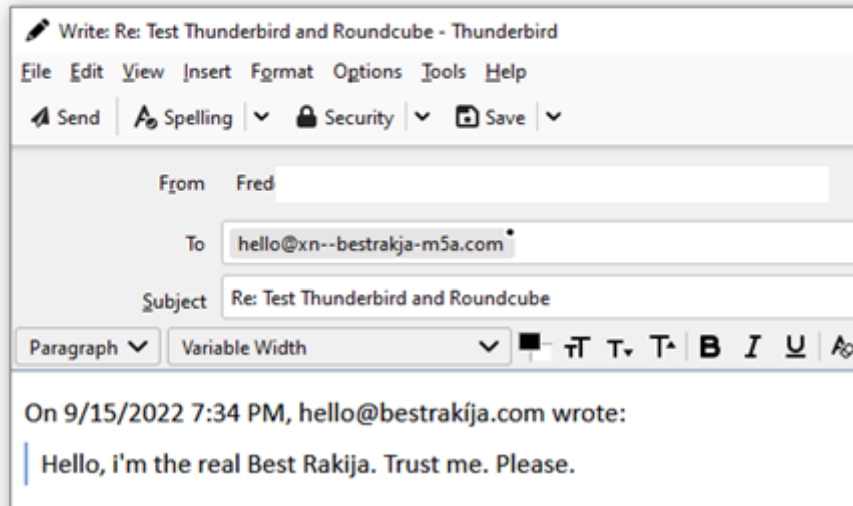 Write: Re: Test Thunderbird and Roundcube - Thunderbird
File Edit View Insert Format Options Tools Help
Send Spelling Security Save
From Fred
To hello@xn--bestrakja-m5a.com
Subject Re: Test Thunderbird and Roundcube
Paragraph Variable Width B I U
On 9/15/2022 7:34 PM, hello@bestrakíja.com wrote:
Hello, i'm the real Best Rakija. Trust me. Please.